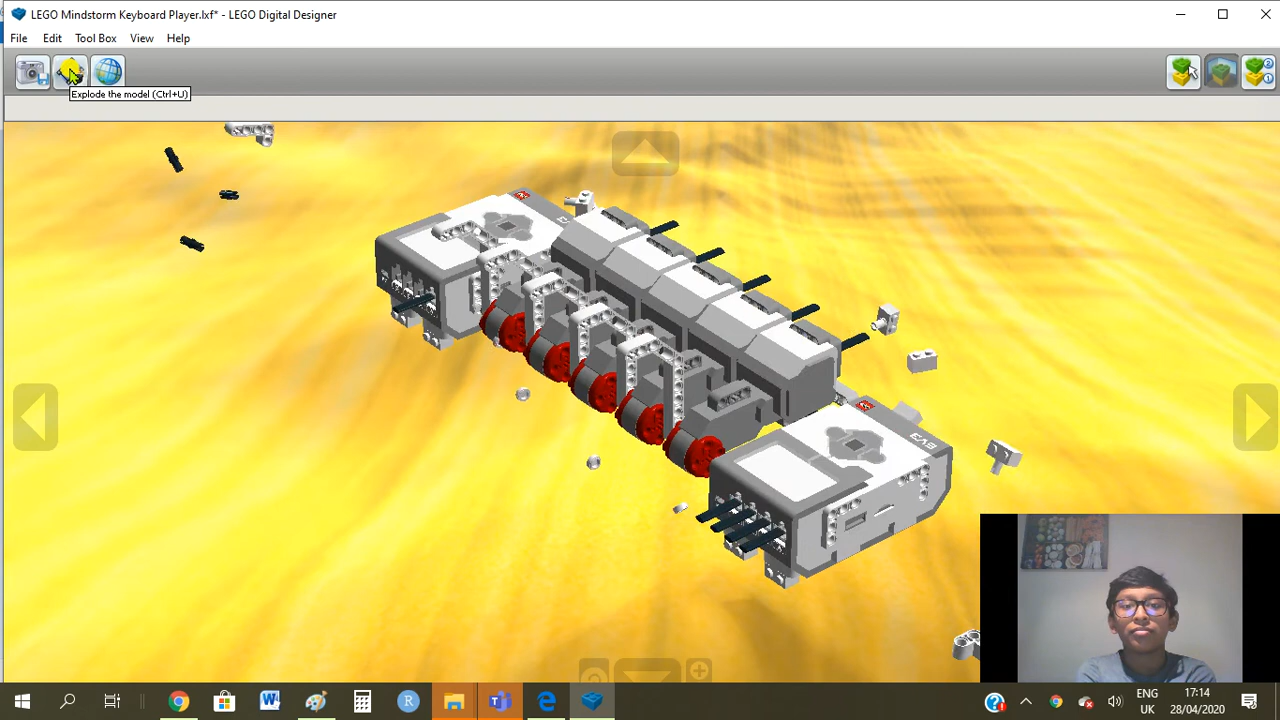 LEGO Mindstorm Keyboard Player.lxf* - LEGO Digital Designer
File Edit Tool Box View Help
Explode the model (Ctrl+U)
EV3
ENG 17:14
UK 28/04/2020